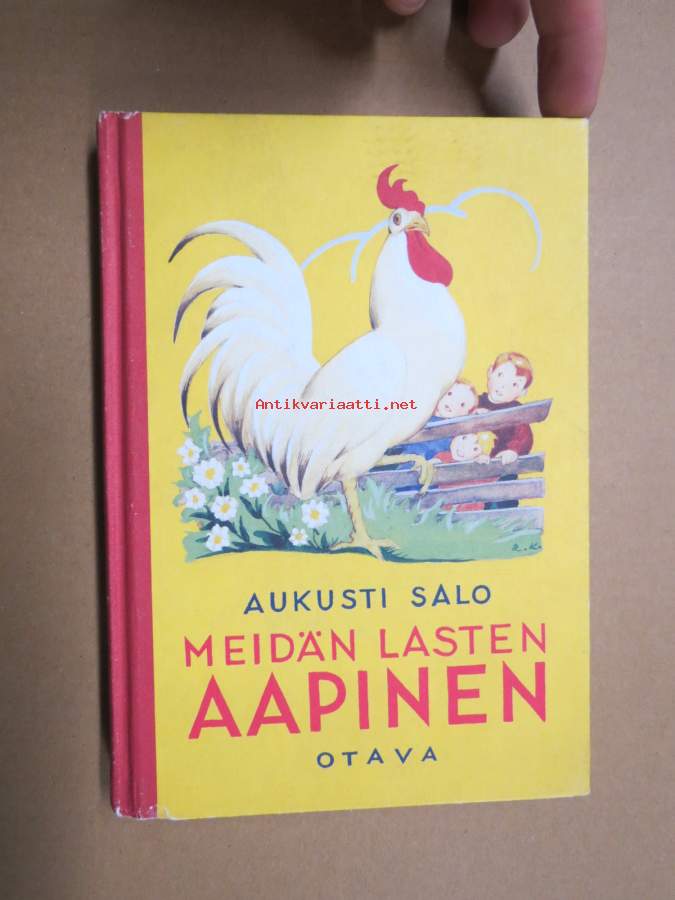 Antikvariaatti.net
R.K.
AUKUSTI SALO
MEIDÄN LASTEN
AAPINEN
OTAVA